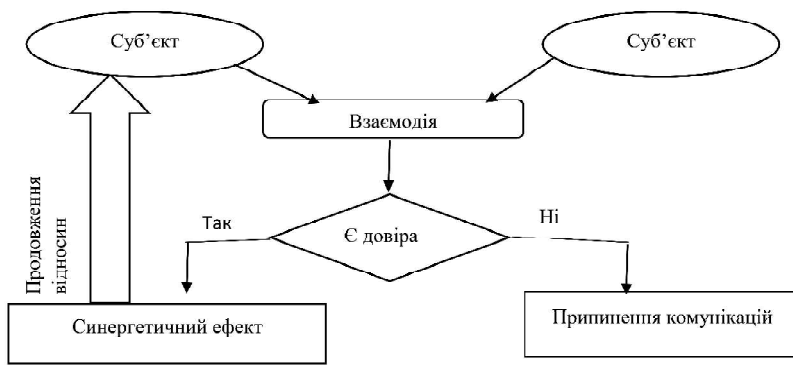 Суб’єкт
Суб’єкт
Взаємодія
Є довіра
Так
Ні
Продовження
відносин
Синергетичний ефект
Припинення комунікацій